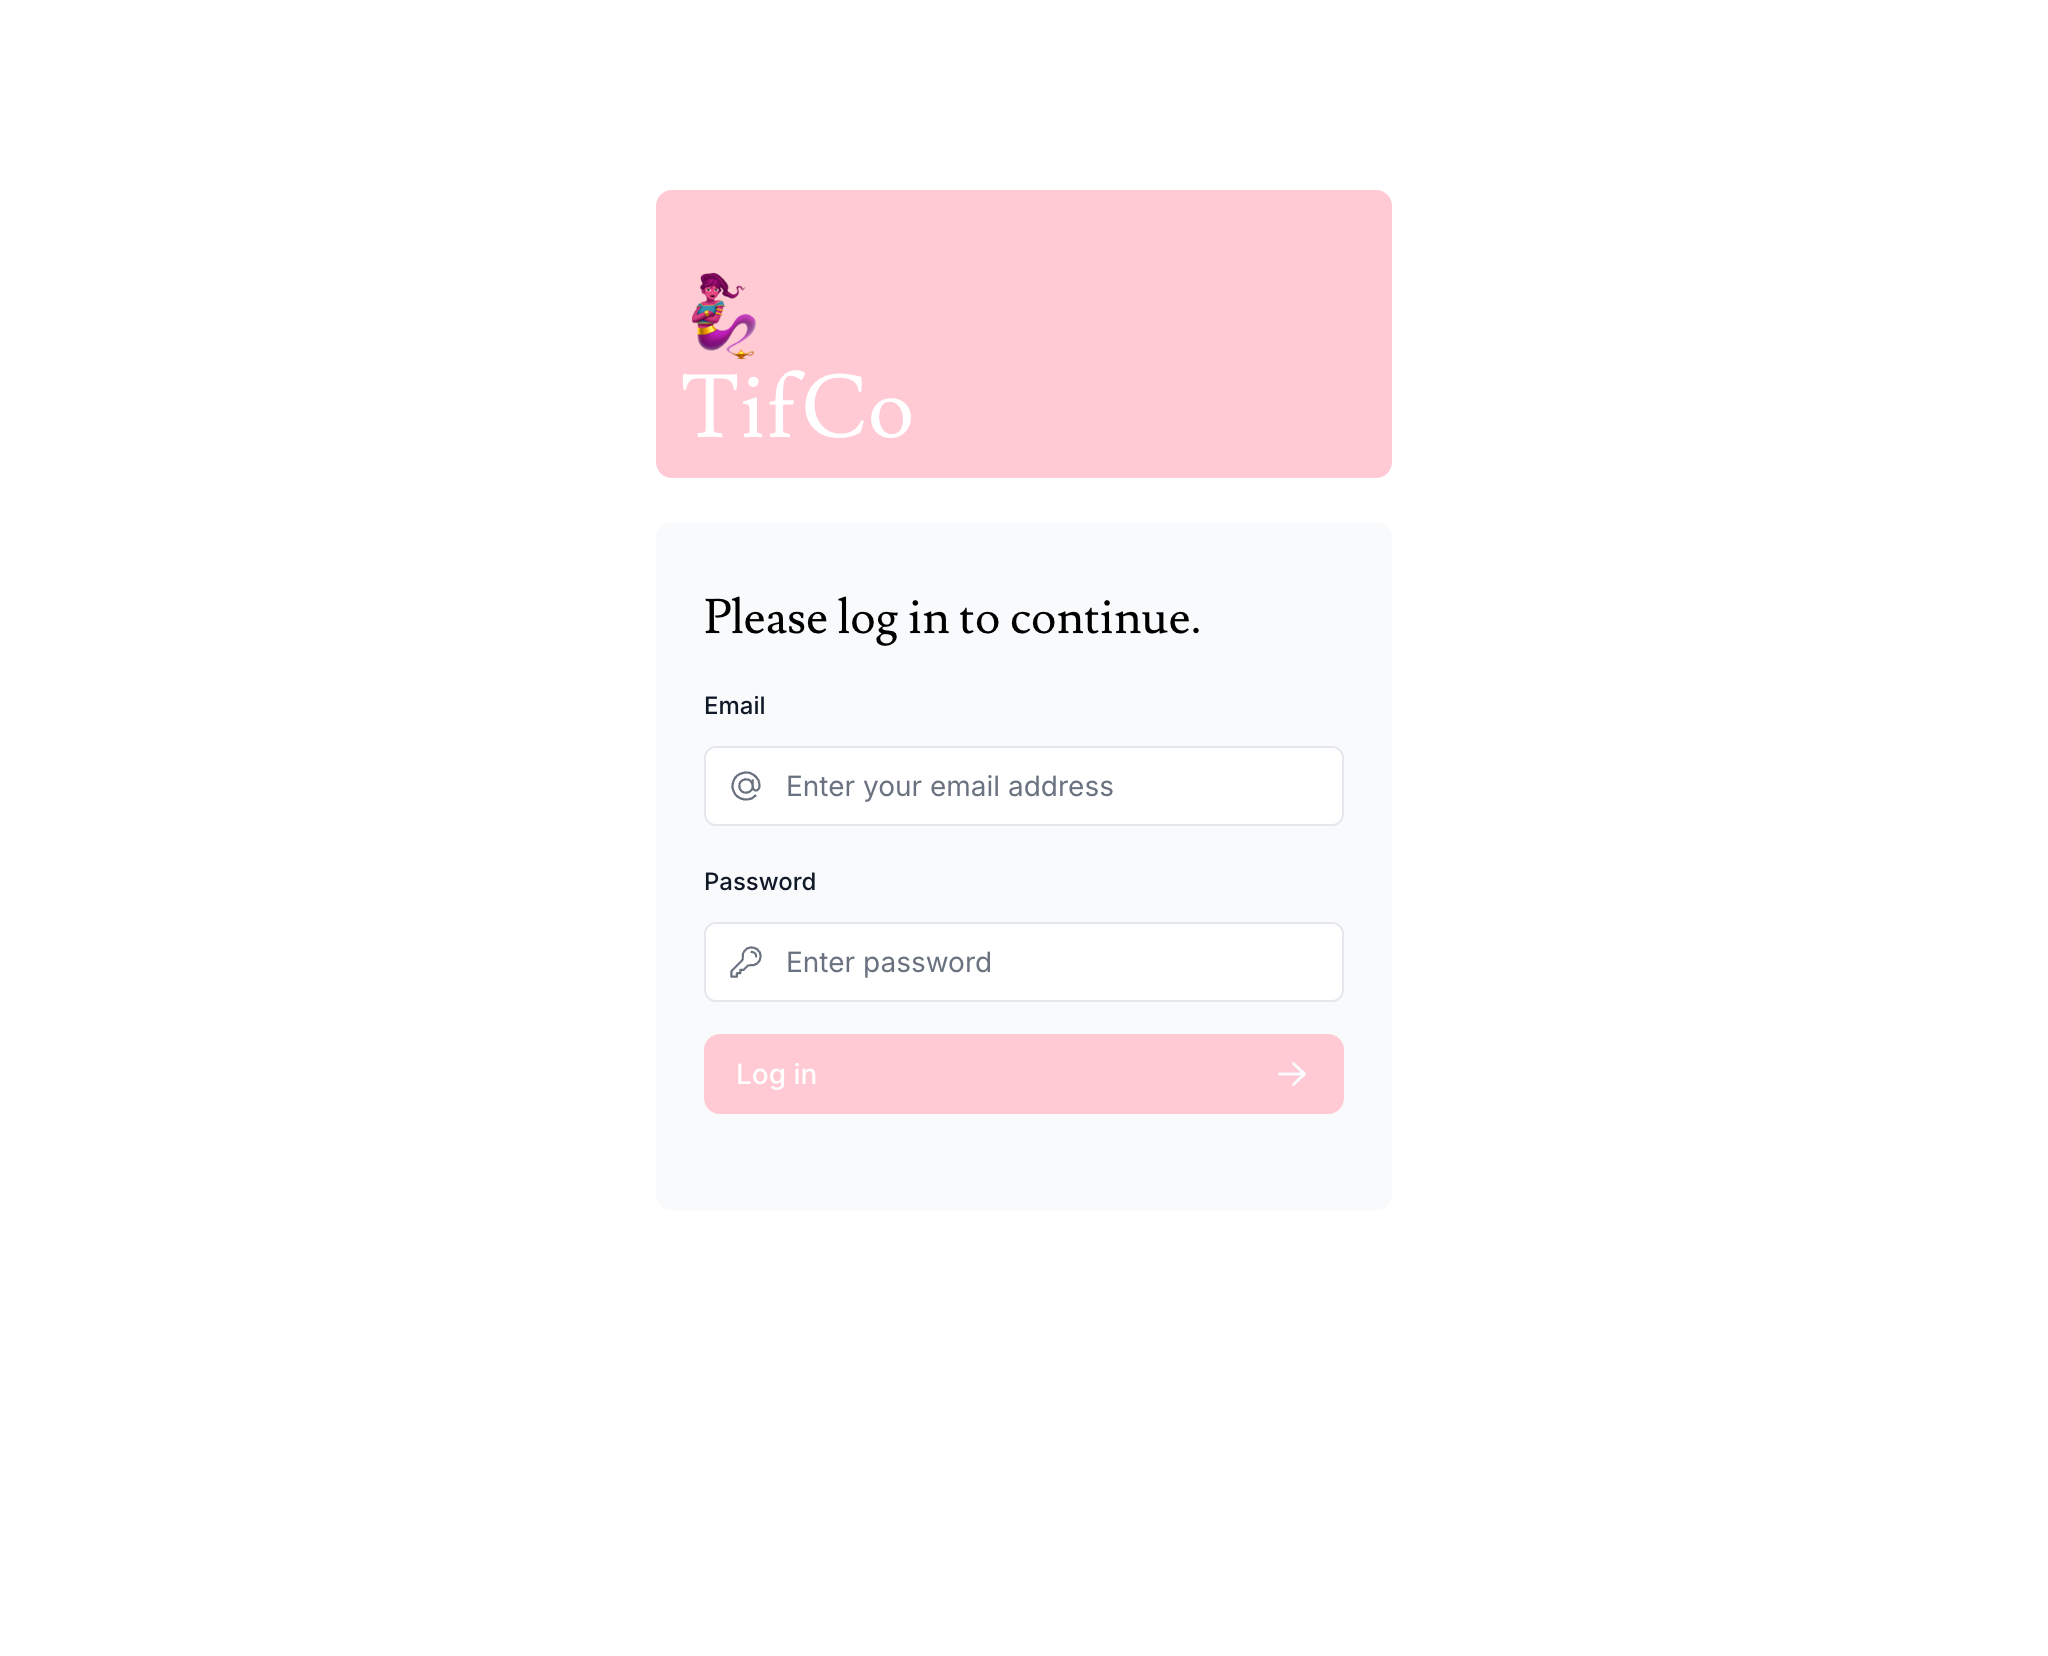 TifCo
Please log in to continue.
Email
Enter your email address
Password
Enter password
Log in